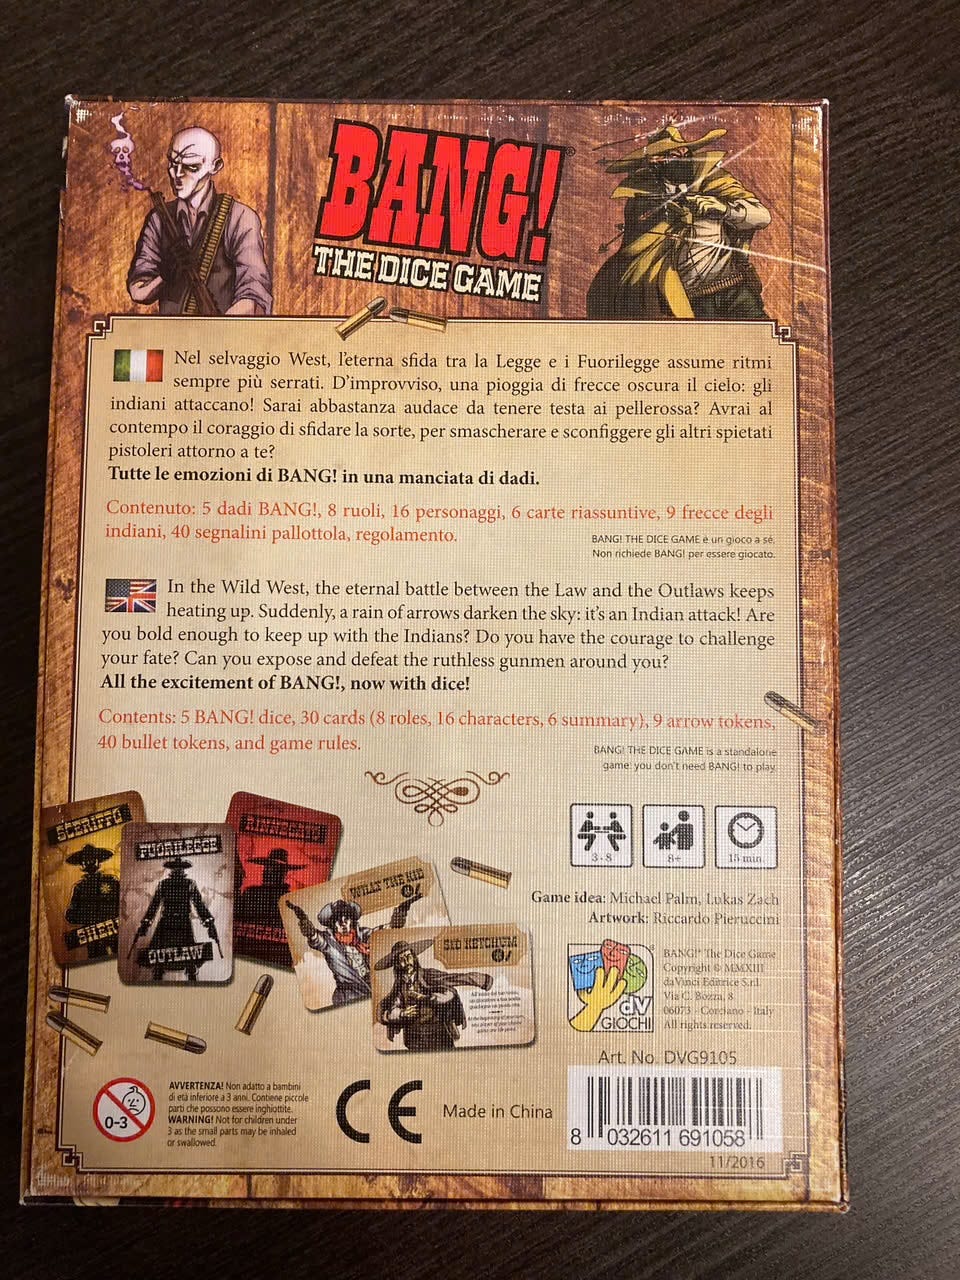 BANG!
THE DICE GAME
Nel selvaggio West, l'eterna sfida tra la Legge e i Fuorilegge assume ritmi
sempre più serrati. D'improvviso, una pioggia di frecce oscura il cielo: gli
indiani attaccano! Sarai abbastanza audace da tenere testa ai pellerossa? Avrai al
contempo il coraggio di sfidare la sorte, per smascherare e sconfiggere gli altri spietati
pistoleri attorno a te?
Tutte le emozioni di BANG! in una manciata di dadi.
Contenuto: 5 dadi BANG!, 8 ruoli, 16 personaggi, 6 carte riassuntive, 9 frecce degli
indiani, 40 segnalini pallottola, regolamento.
BANG! THE DICE GAME è un gioco a sé.
Non richiede BANG! per essere giocato.
In the Wild West, the eternal battle between the Law and the Outlaws keeps
heating up. Suddenly, a rain of arrows darken the sky: it's an Indian attack! Are
you bold enough to keep up with the Indians? Do you have the courage to challenge
your fate? Can you expose and defeat the ruthless gunmen around you?
All the excitement of BANG!, now with dice!
Contents: 5 BANG! dice, 30 cards (8 roles, 16 characters, 6 summary), 9 arrow tokens,
40 bullet tokens, and game rules.
BANG! THE DICE GAME is a standalone
game: you don't need BANG! to play.
SCERIFFO
SHER
FUORILEGGE
OUTLAW
RINNEGATO
WILLY THE KID
SID KETCHUM
3-8
8+
15 min.
Game idea: Michael Palm, Lukas Zach
Artwork: Riccardo Pieruccini
dV
GIOCHI
BANG! The Dice Game
Copyright © MMXIII
daVinci Editrice S.r.l.
Via C. Bozza, 8
06073 - Corciano - Italy
All rights reserved.
Art. No. DVG9105
0-3
AVVERTENZA! Non adatto a bambini
di età inferiore a 3 anni. Contiene piccole
parti che possono essere inghiottite.
WARNING! Not for children under
3 as the small parts may be inhaled
or swallowed.
CE
Made in China
8 032611 691058
11/2016